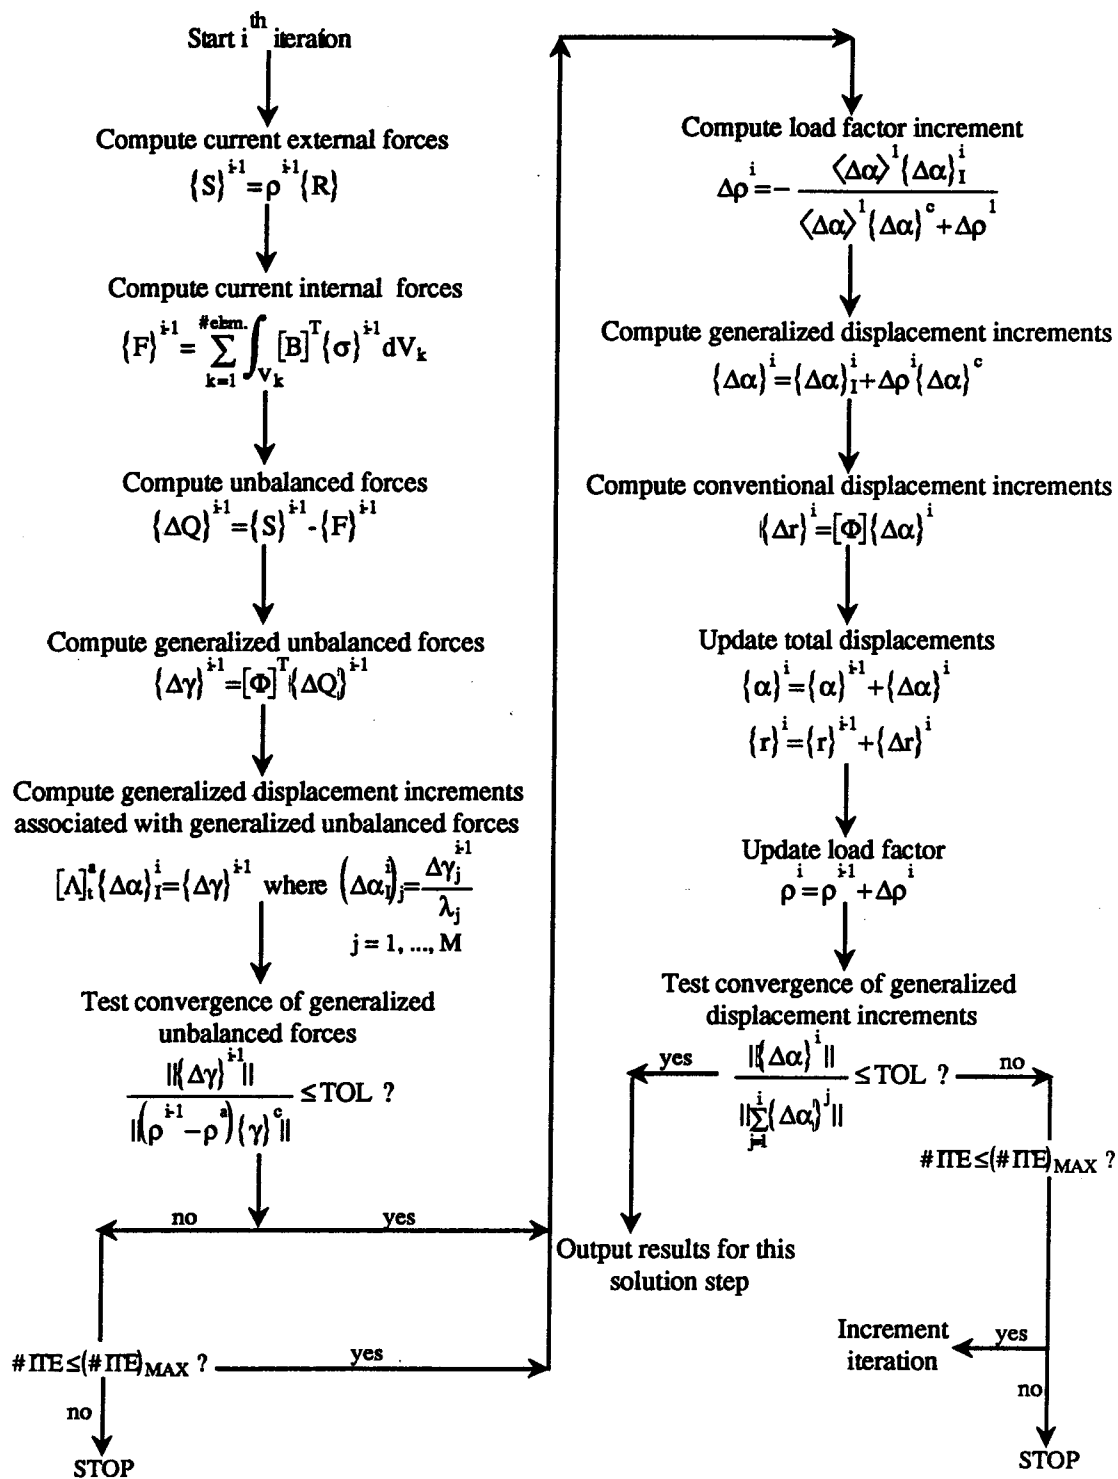 Start i^th iteration
Compute current external forces
{S}^i-1 = ρ^i-1 {R}
Compute current internal forces
{F}^i-1 = #elem. ∑ k=1 ∫_V_k [B]^T {σ}^i-1 dV_k
Compute unbalanced forces
{ΔQ}^i-1 = {S}^i-1 - {F}^i-1
Compute generalized unbalanced forces
{Δγ}^i-1 = [Φ]^T {ΔQ}^i-1
Compute generalized displacement increments
associated with generalized unbalanced forces
[Λ]_t^a {Δα}_I^i = {Δγ}^i-1 where (Δα_I^i)_j = Δγ_j^i-1 / λ_j
j = 1, ..., M
Test convergence of generalized
unbalanced forces
||{Δγ}^i-1|| / ||(ρ^i-1 - ρ^a){γ}^c|| ≤ TOL ?
no yes
#ITE ≤ (#ITE)_MAX ? yes
no
STOP
Compute load factor increment
Δρ^i = - <Δα>^1 {Δα}_I^i / <Δα>^1 {Δα}^c + Δρ^1
Compute generalized displacement increments
{Δα}^i = {Δα}_I^i + Δρ^i {Δα}^c
Compute conventional displacement increments
{Δr}^i = [Φ]{Δα}^i
Update total displacements
{α}^i = {α}^i-1 + {Δα}^i
{r}^i = {r}^i-1 + {Δr}^i
Update load factor
ρ^i = ρ^i-1 + Δρ^i
Test convergence of generalized
displacement increments
yes ||{Δα}^i|| / ||∑ i j=1 {Δα}^j|| ≤ TOL ? no
#ITE ≤ (#ITE)_MAX ?
Output results for this
solution step
Increment
iteration
yes
no
STOP